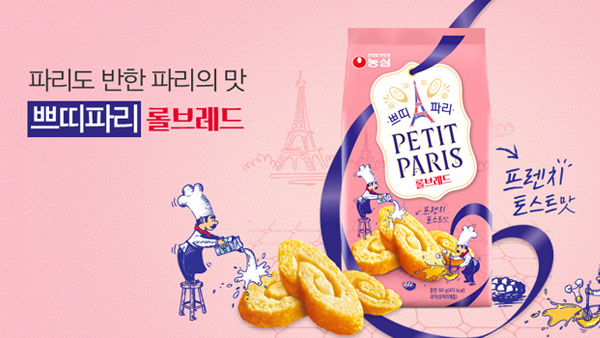 파리도 반한 파리의 맛
쁘띠파리 롤브레드
농심
쁘띠 파리
PETIT
PARIS
롤브레드
프렌치
토스트맛
프렌치
토스트맛